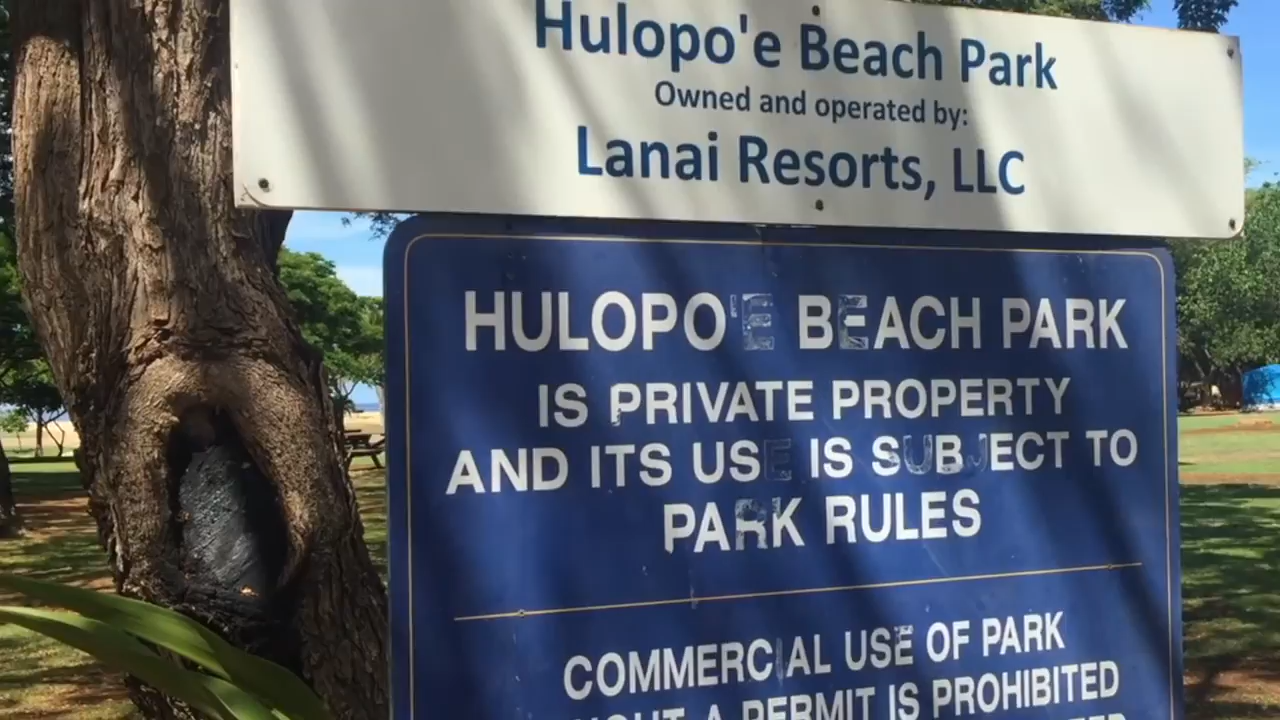 Hulopo'e Beach Park
Owned and operated by:
Lanai Resorts, LLC
HULOPO'E BEACH PARK
IS PRIVATE PROPERTY
AND ITS USE IS SUBJECT TO
PARK RULES
COMMERCIAL USE OF PARK
A PERMIT IS PROHIBITED